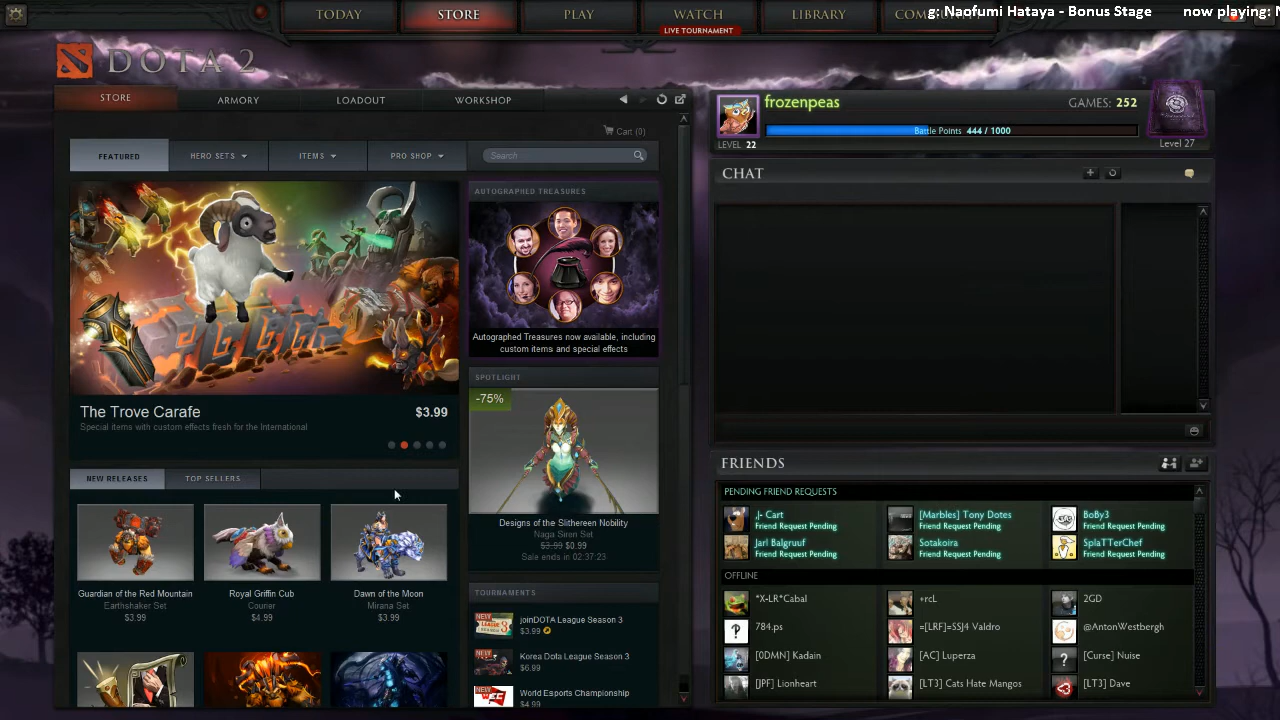 TODAY
STORE
PLAY
WATCH
LIVE TOURNAMENT
LIBRARY
g: Naofumi Hataya - Bonus Stage
now playing:
DOTA 2
STORE
ARMORY
LOADOUT
WORKSHOP
Cart (0)
FEATURED
HERO SETS
ITEMS
PRO SHOP
Search
The Trove Carafe
$3.99
Special items with custom effects fresh for the International
AUTOGRAPHED TREASURES
Autographed Treasures now available, including
custom items and special effects
SPOTLIGHT
-75%
Designs of the Slithereen Nobility
Naga Siren Set
$3.99 $0.99
Sale ends in 02:37:23
NEW RELEASES
TOP SELLERS
Guardian of the Red Mountain
Earthshaker Set
$3.99
Royal Griffin Cub
Courier
$4.99
Dawn of the Moon
Mirana Set
$3.99
TOURNAMENTS
NEW
joinDOTA League Season 3
$3.99
NEW
Korea Dota League Season 3
$6.99
NEW
World Esports Championship
$4.99
frozenpeas
GAMES: 252
Battle Points 444 / 1000
LEVEL 22
Level 27
CHAT
FRIENDS
PENDING FRIEND REQUESTS
,|- Cart
Friend Request Pending
[Marbles] Tony Dotes
Friend Request Pending
BoBy3
Friend Request Pending
Jarl Balgruuf
Friend Request Pending
Sotakoira
Friend Request Pending
SplaTTerChef
Friend Request Pending
OFFLINE
*X-LR*Cabal
+rcL
2GD
784.ps
=[LRF]=SSJ4 Valdro
@AntonWestbergh
[0DMN] Kadain
[AC] Luperza
[Curse] Nuise
[JPF] Lionheart
[LT3] Cats Hate Mangos
[LT3] Dave